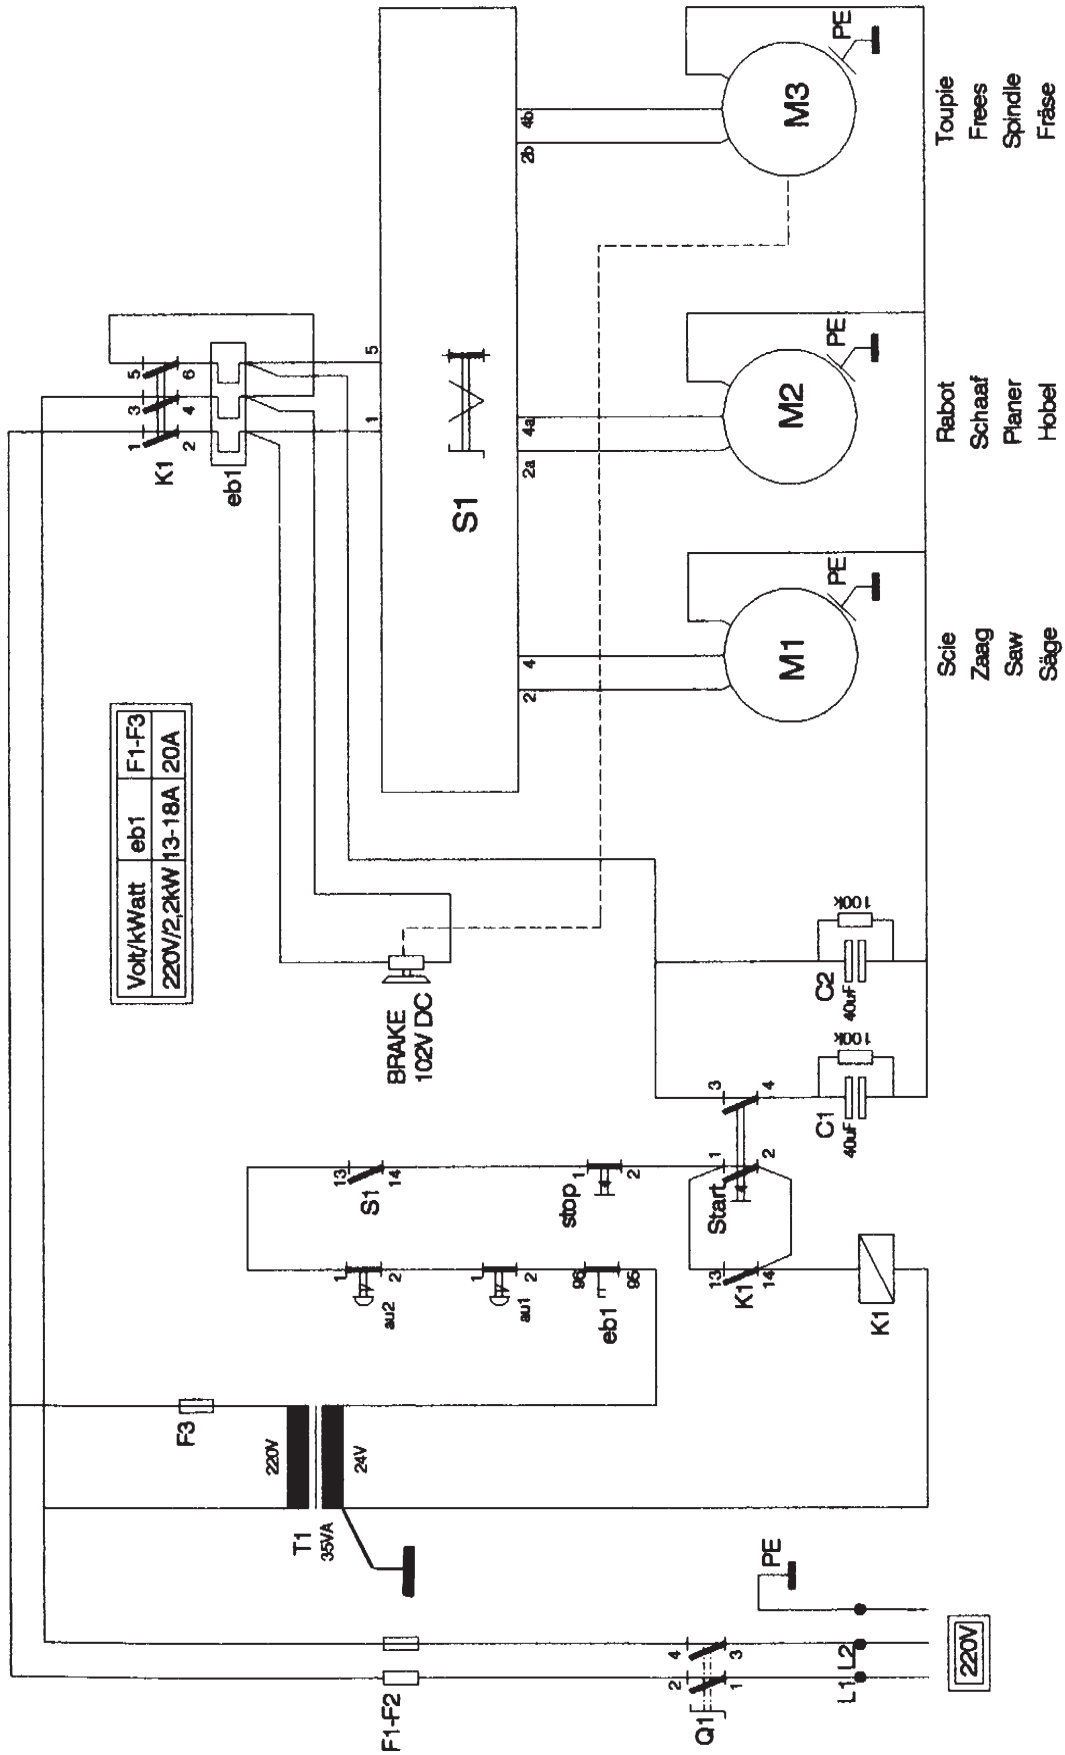 Volt/kWatt eb1 F1-F3
220V/2,2kW 13-18A 20A
K1
1 3 5
2 4 6
eb1
1 5
S1
2 4 2a 4a 2b 4b
M1
PE
M2
PE
M3
PE
Scie
Zaag
Saw
Säge
Rabot
Schaaf
Planer
Hobel
Toupie
Frees
Spindle
Fräse
BRAKE
102V DC
C1
40uF
100k
C2
40uF
100k
S1
13
14
stop
1
2
Start
1
2
3
4
au2
1
2
au1
1
2
eb1
96
95
K1
13
14
K1
F3
220V
24V
T1
35VA
F1-F2
Q1
2 4
1 3
L1 L2
PE
220V